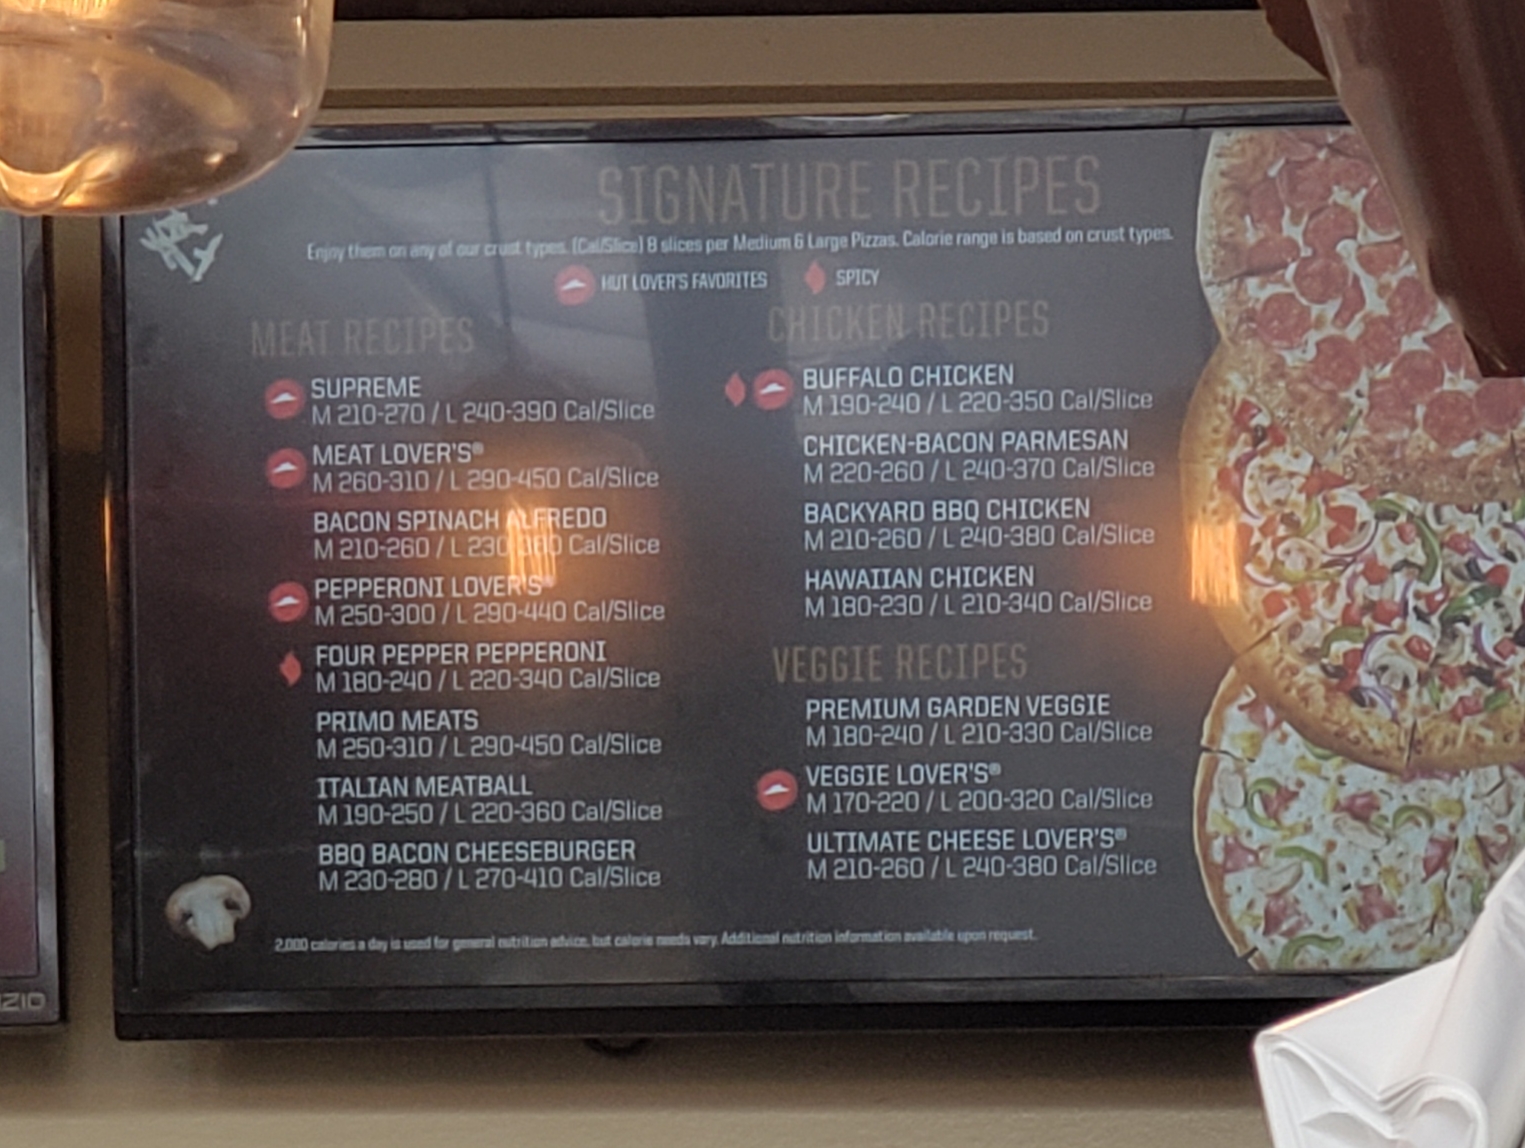 SIGNATURE RECIPES
Enjoy them on any of our crust types. (Cal/Slice) 8 slices per Medium & Large Pizzas. Calorie range is based on crust types.
HUT LOVER'S FAVORITES SPICY
MEAT RECIPES
SUPREME
M 210-270 / L 240-390 Cal/Slice
MEAT LOVER'S®
M 260-310 / L 290-450 Cal/Slice
BACON SPINACH ALFREDO
M 210-260 / L 230-360 Cal/Slice
PEPPERONI LOVER'S®
M 250-300 / L 290-440 Cal/Slice
FOUR PEPPER PEPPERONI
M 180-240 / L 220-340 Cal/Slice
PRIMO MEATS
M 250-310 / L 290-450 Cal/Slice
ITALIAN MEATBALL
M 190-250 / L 220-360 Cal/Slice
BBQ BACON CHEESEBURGER
M 230-280 / L 270-410 Cal/Slice
CHICKEN RECIPES
BUFFALO CHICKEN
M 190-240 / L 220-350 Cal/Slice
CHICKEN-BACON PARMESAN
M 220-260 / L 240-370 Cal/Slice
BACKYARD BBQ CHICKEN
M 210-260 / L 240-380 Cal/Slice
HAWAIIAN CHICKEN
M 180-230 / L 210-340 Cal/Slice
VEGGIE RECIPES
PREMIUM GARDEN VEGGIE
M 180-240 / L 210-330 Cal/Slice
VEGGIE LOVER'S®
M 170-220 / L 200-320 Cal/Slice
ULTIMATE CHEESE LOVER'S®
M 210-260 / L 240-380 Cal/Slice
2,000 calories a day is used for general nutrition advice, but calorie needs vary. Additional nutrition information available upon request.